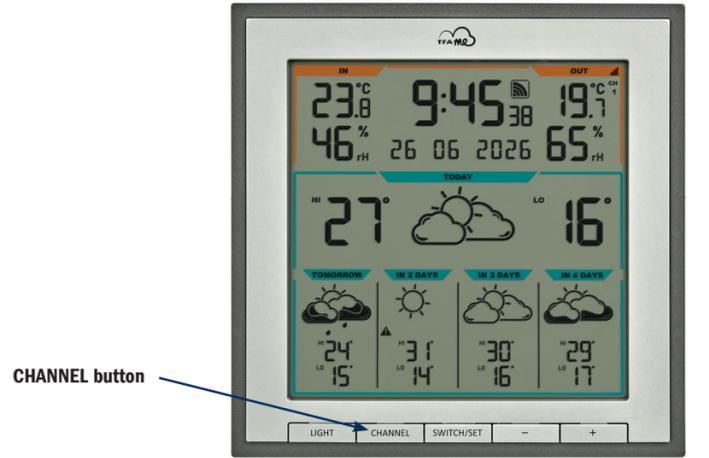 TFA ME
IN OUT
23.8 °C 9:45 38 19.7 °C CH 1
46 % rH 26 06 2026 65 % rH
TODAY
HI 27° LO 16°
TOMORROW IN 2 DAYS IN 3 DAYS IN 4 DAYS
HI 24° HI 31° HI 30° HI 29°
LO 15° LO 14° LO 16° LO 17°
CHANNEL button
LIGHT CHANNEL SWITCH/SET − +